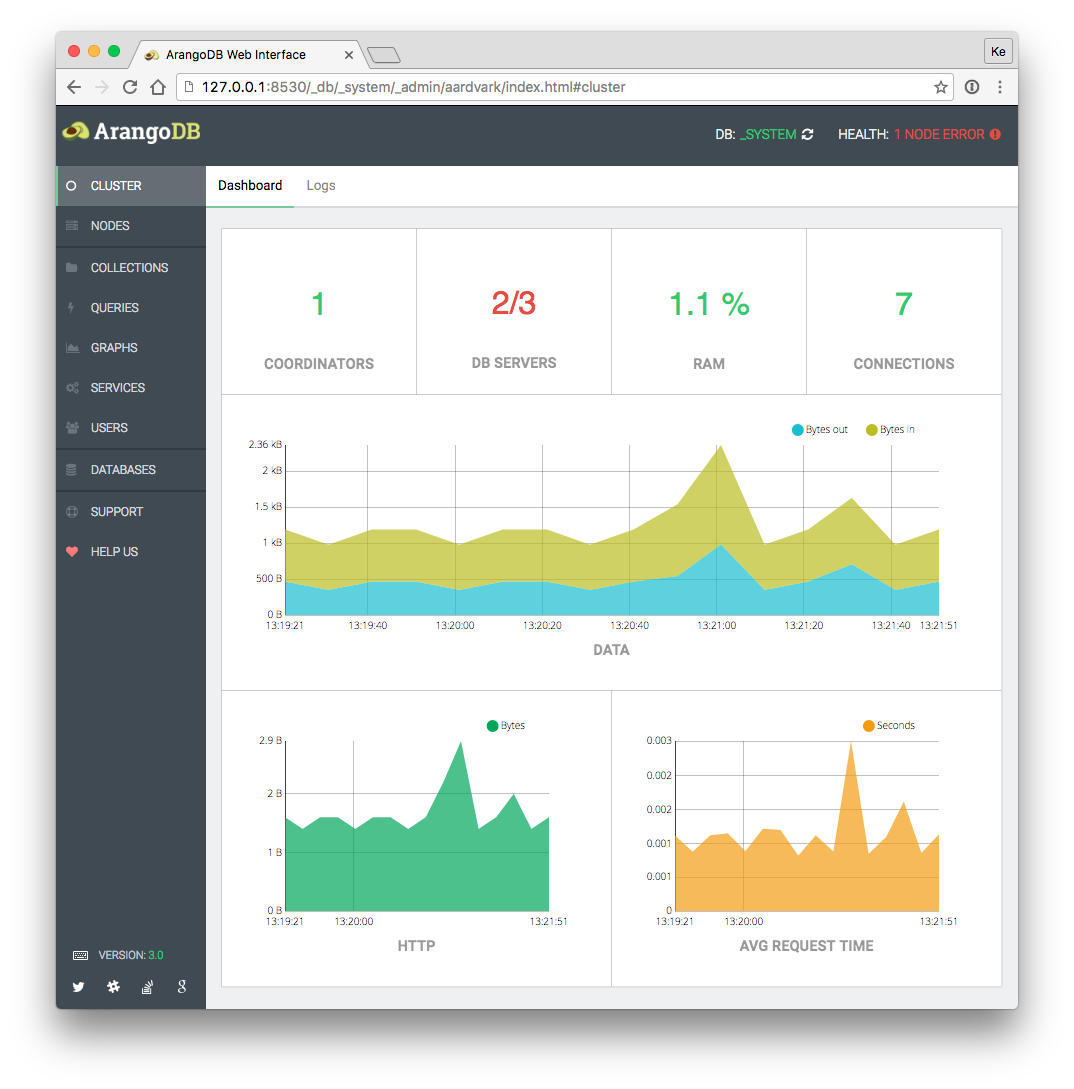 ArangoDB Web Interface
Ke
127.0.0.1:8530/_db/_system/_admin/aardvark/index.html#cluster
ArangoDB
DB: _SYSTEM
HEALTH: 1 NODE ERROR
CLUSTER
NODES
COLLECTIONS
QUERIES
GRAPHS
SERVICES
USERS
DATABASES
SUPPORT
HELP US
VERSION: 3.0
Dashboard Logs
1
COORDINATORS
2/3
DB SERVERS
1.1 %
RAM
7
CONNECTIONS
Bytes out Bytes in
2.36 kB
2 kB
1.5 kB
1 kB
500 B
0 B
13:19:21 13:19:40 13:20:00 13:20:20 13:20:40 13:21:00 13:21:20 13:21:40 13:21:51
DATA
Bytes
2.9 B
2 B
1 B
0 B
13:19:21 13:20:00 13:21:51
HTTP
Seconds
0.003
0.002
0.002
0.001
0.001
0
13:19:21 13:20:00 13:21:51
AVG REQUEST TIME